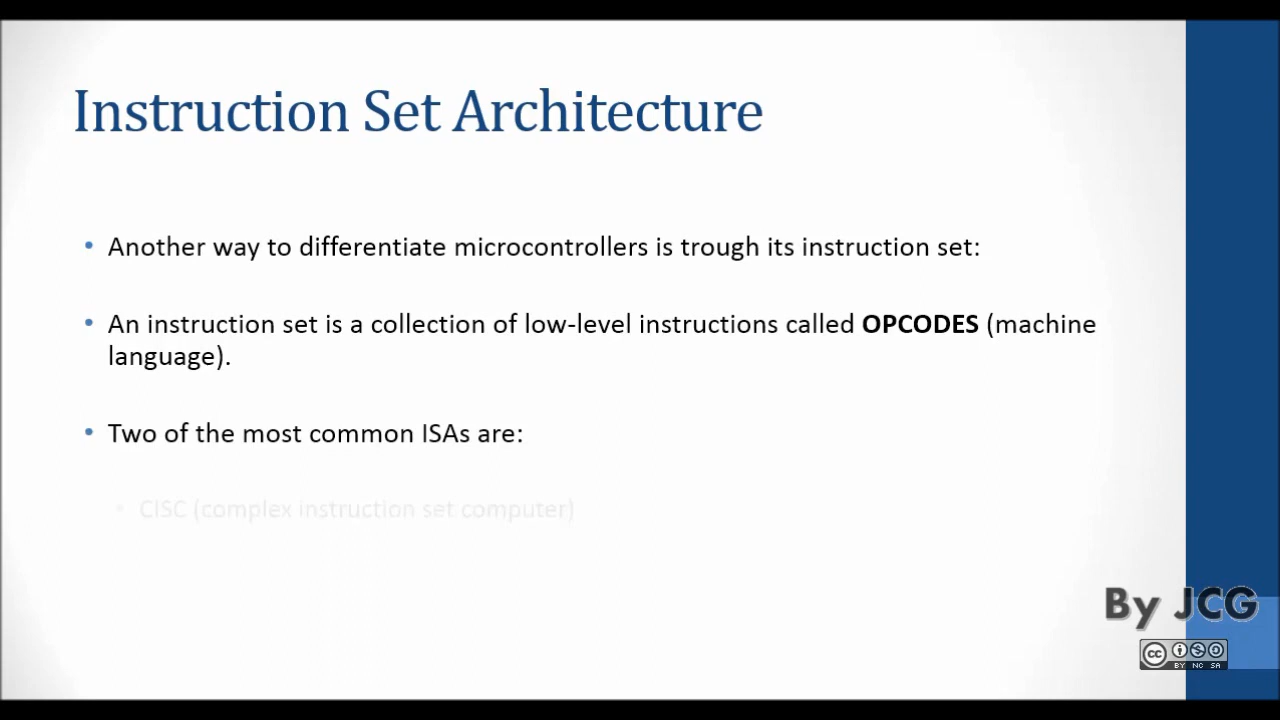 Instruction Set Architecture
• Another way to differentiate microcontrollers is trough its instruction set:
• An instruction set is a collection of low-level instructions called OPCODES (machine
language).
• Two of the most common ISAs are:
• CISC (complex instruction set computer)
By JCG
cc
BY NC SA